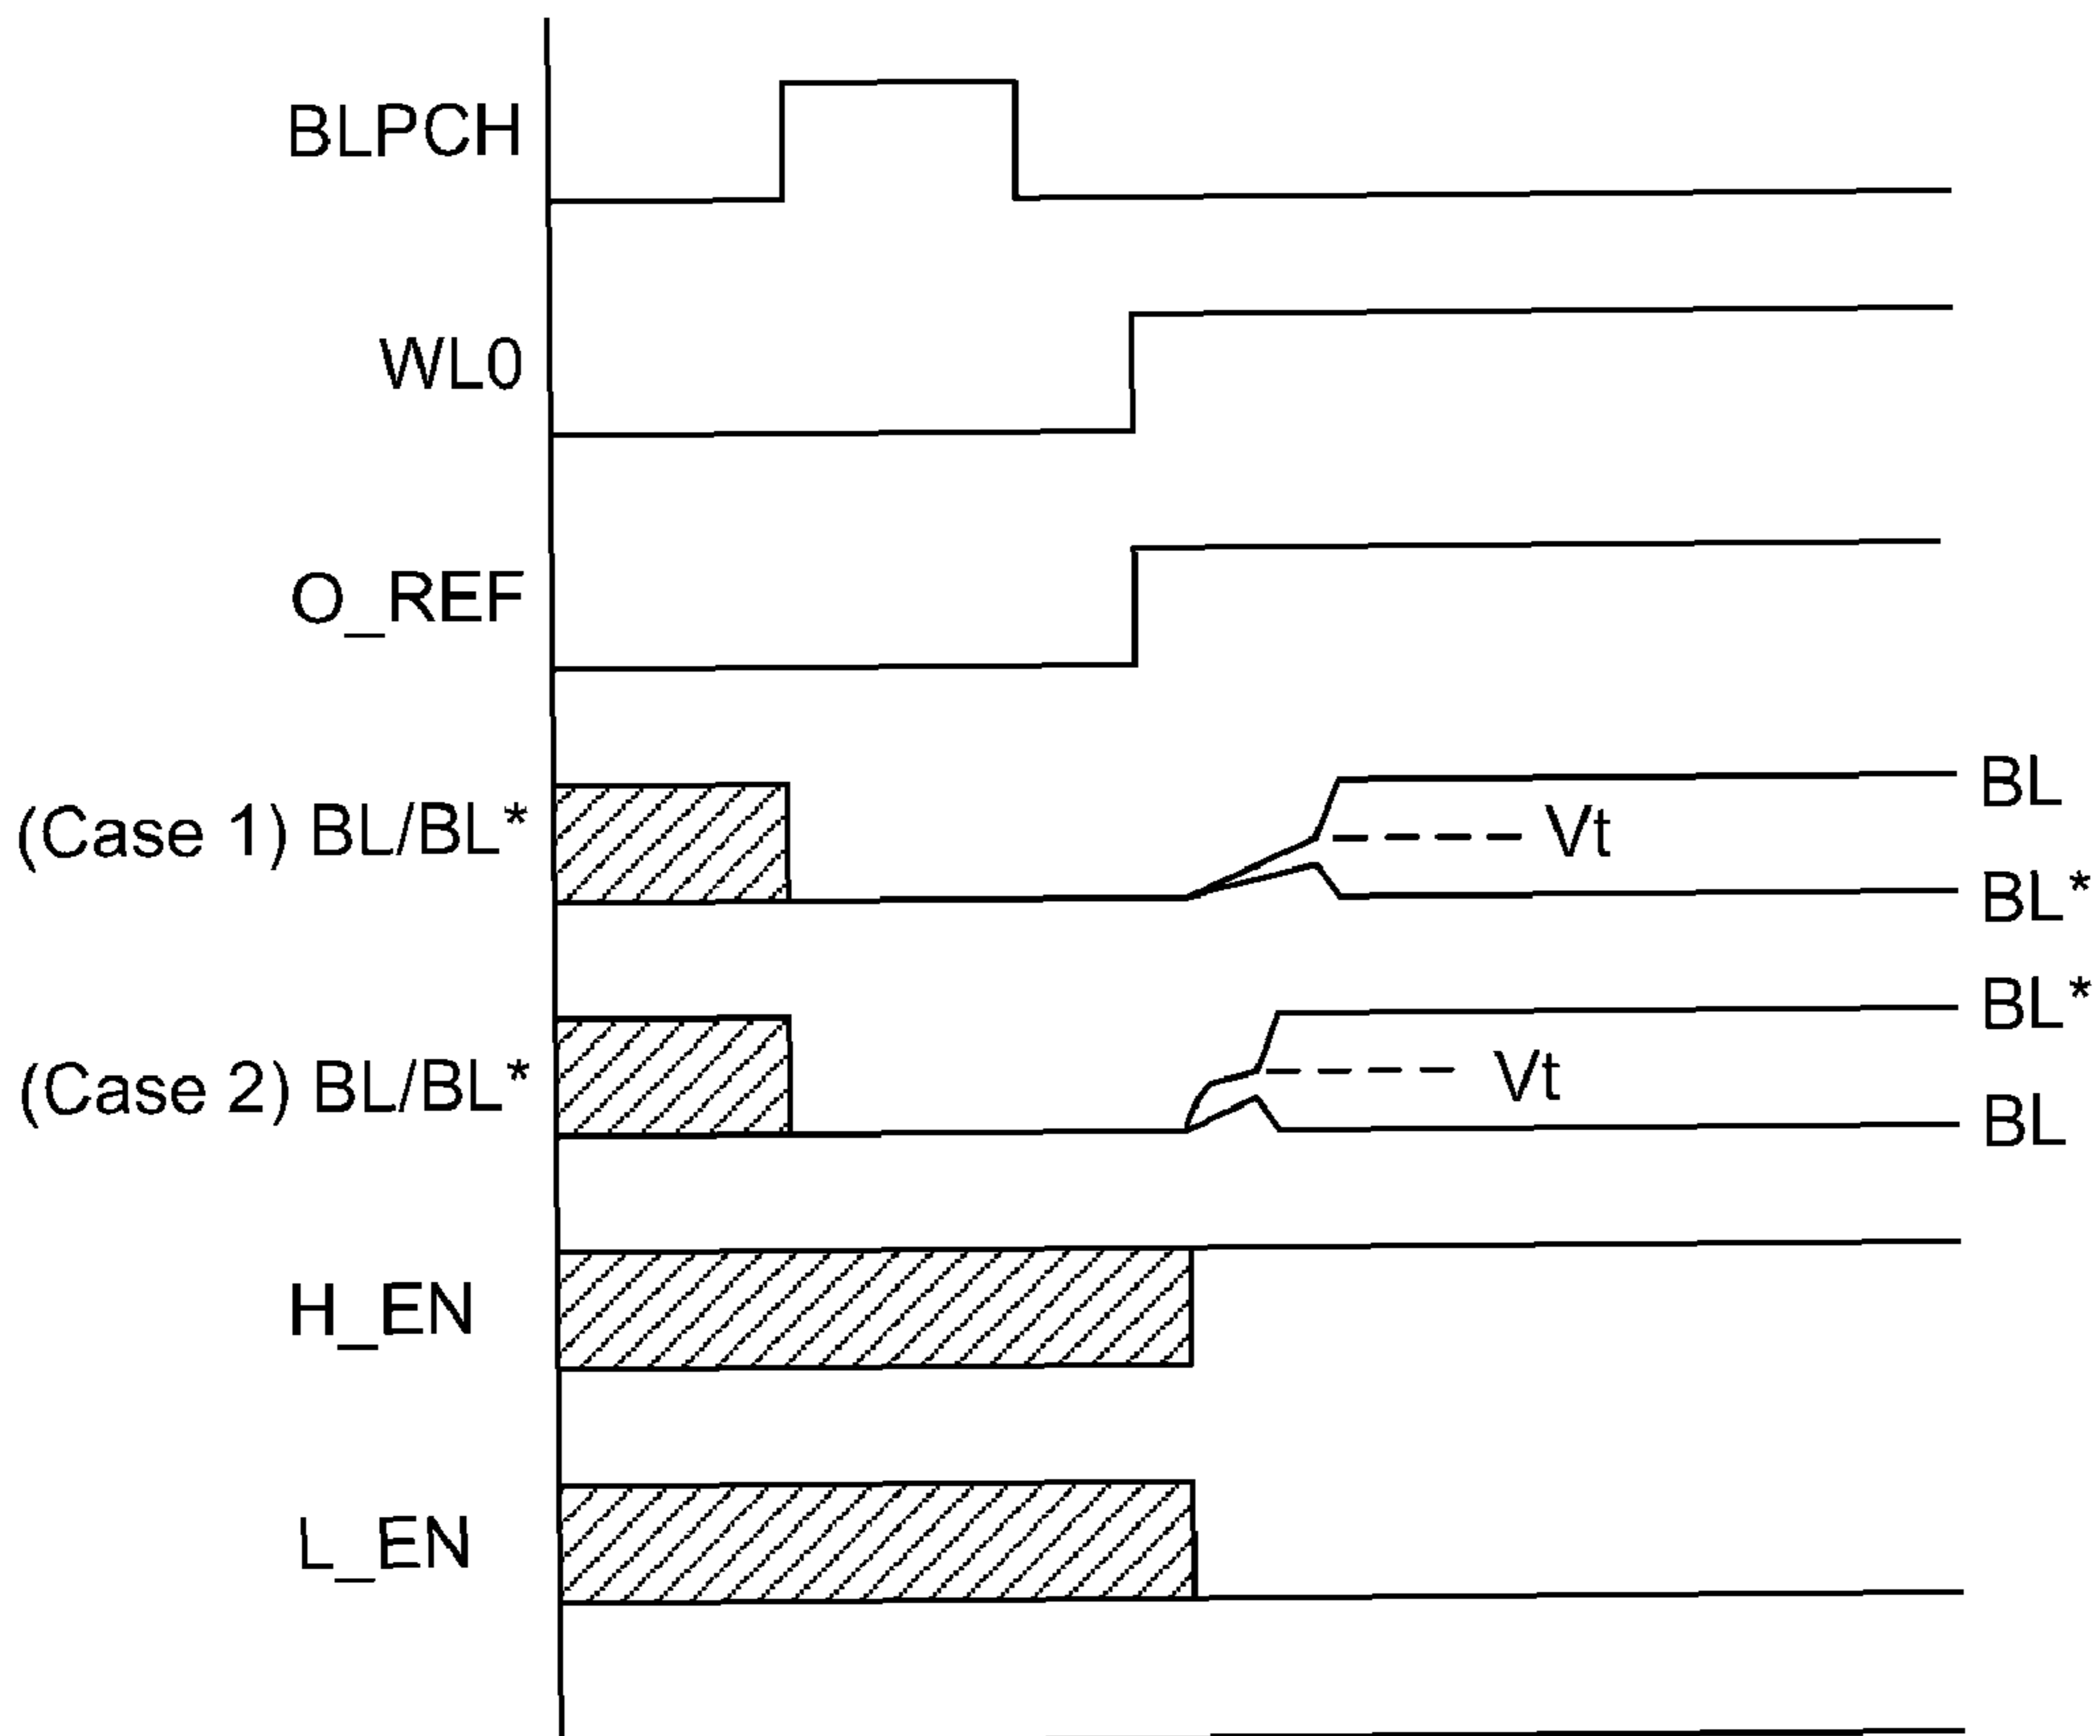 BLPCH
WL0
O_REF
(Case 1) BL/BL*
BL
Vt
BL*
(Case 2) BL/BL*
BL*
Vt
BL
H_EN
L_EN